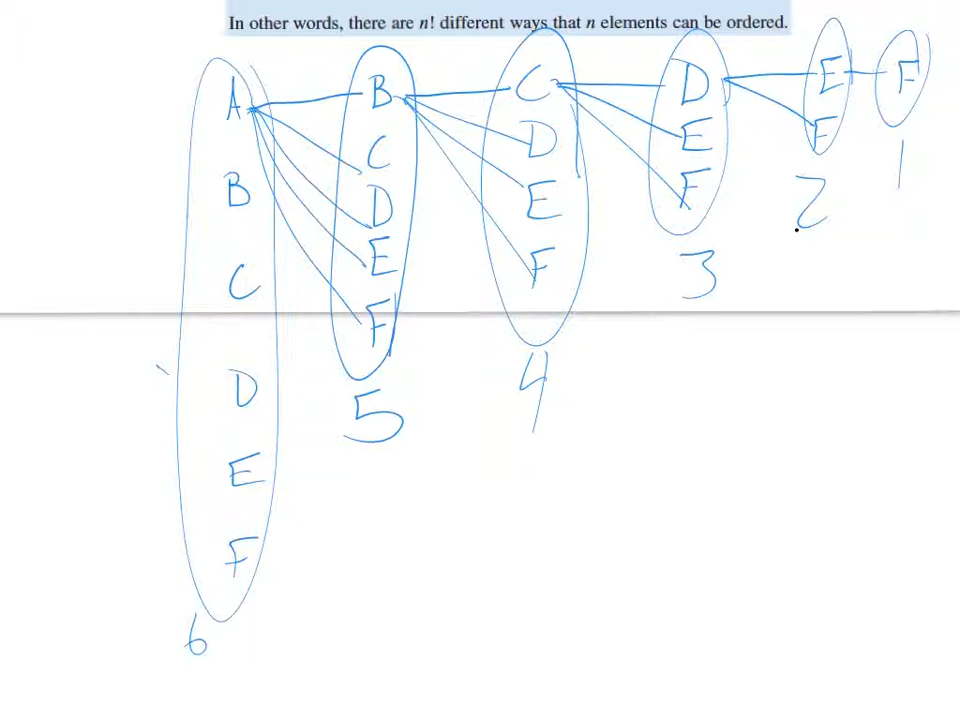 In other words, there are n! different ways that n elements can be ordered.
A B C D E F
B C D E F
C D E F
D E F
E F
F
6
5
4
3
2
1